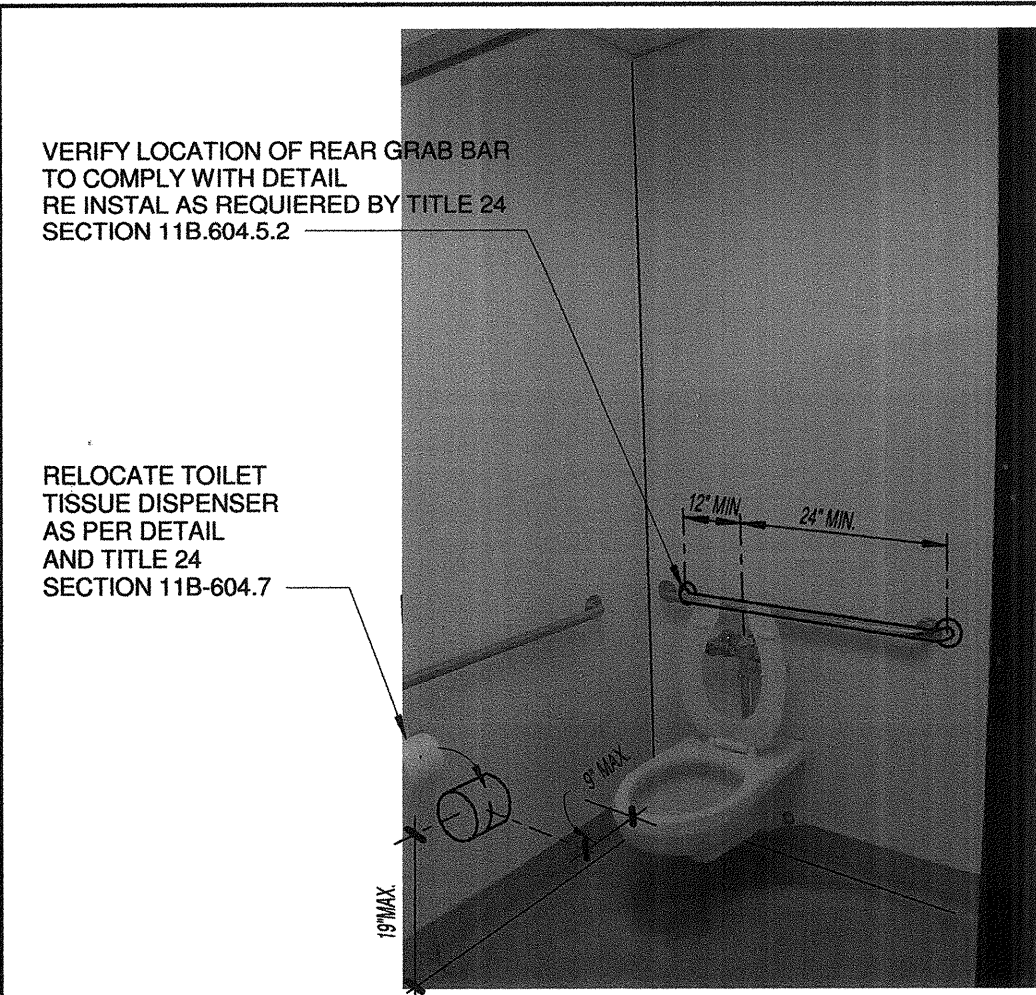 VERIFY LOCATION OF REAR GRAB BAR
TO COMPLY WITH DETAIL
RE INSTAL AS REQUIERED BY TITLE 24
SECTION 11B.604.5.2
RELOCATE TOILET
TISSUE DISPENSER
AS PER DETAIL
AND TITLE 24
SECTION 11B-604.7
12" MIN.
24" MIN.
9" MAX.
19"MAX.